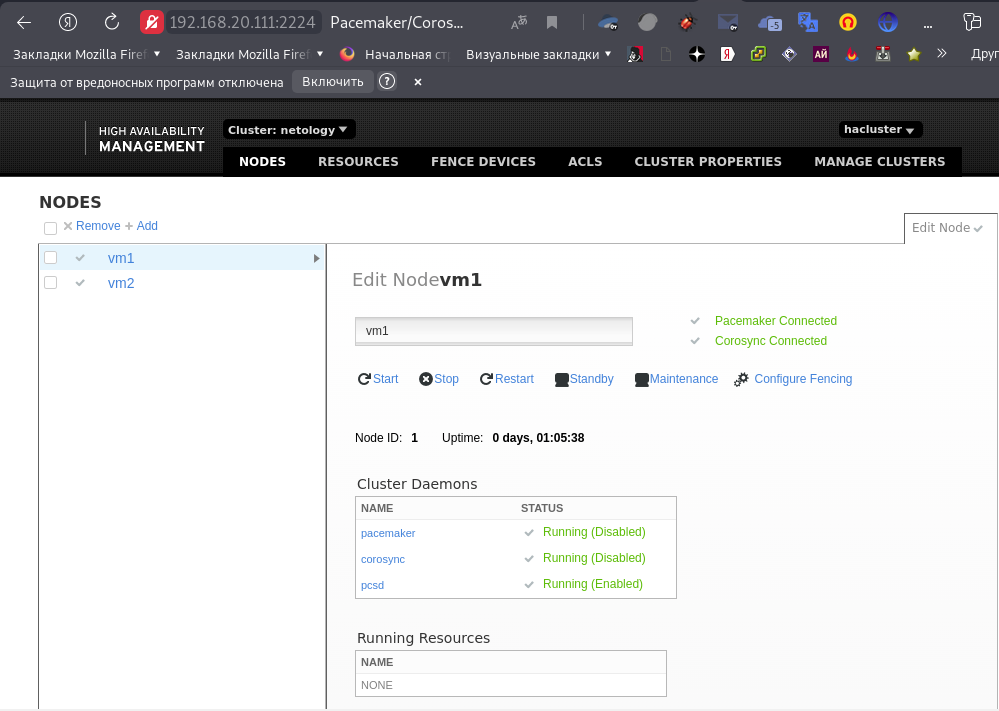 192.168.20.111:2224 Pacemaker/Coros...
Закладки Mozilla Firef Закладки Mozilla Firef Начальная ст Визуальные закладки Друг
Защита от вредоносных программ отключена Включить ?
HIGH AVAILABILITY
MANAGEMENT
Cluster: netology
hacluster
NODES RESOURCES FENCE DEVICES ACLS CLUSTER PROPERTIES MANAGE CLUSTERS
NODES
Remove Add
Edit Node
vm1
vm2
Edit Nodevm1
vm1
Pacemaker Connected
Corosync Connected
Start Stop Restart Standby Maintenance Configure Fencing
Node ID: 1 Uptime: 0 days, 01:05:38
Cluster Daemons
NAME STATUS
pacemaker Running (Disabled)
corosync Running (Disabled)
pcsd Running (Enabled)
Running Resources
NAME
NONE